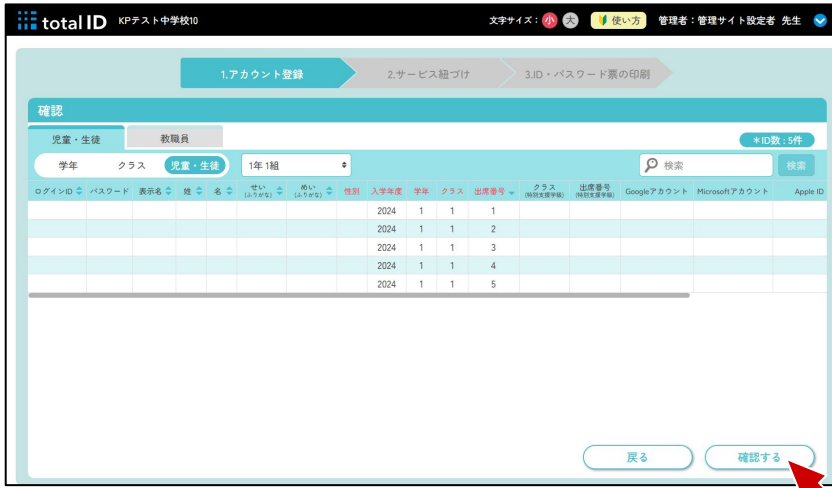 total ID KPテスト中学校10 文字サイズ：小 大 使い方 管理者：管理サイト設定者 先生
1.アカウント登録 2.サービス紐づけ 3.ID・パスワード票の印刷
確認
児童・生徒 教職員 ＊ID数：5件
学年 クラス 児童・生徒 1年 1組 検索 検索
ログインID パスワード 表示名 姓 名 せい(ふりがな) めい(ふりがな) 性別 入学年度 学年 クラス 出席番号 クラス(特別支援学級) 出席番号(特別支援学級) Googleアカウント Microsoftアカウント Apple ID
2024 1 1 1
2024 1 1 2
2024 1 1 3
2024 1 1 4
2024 1 1 5
戻る 確認する